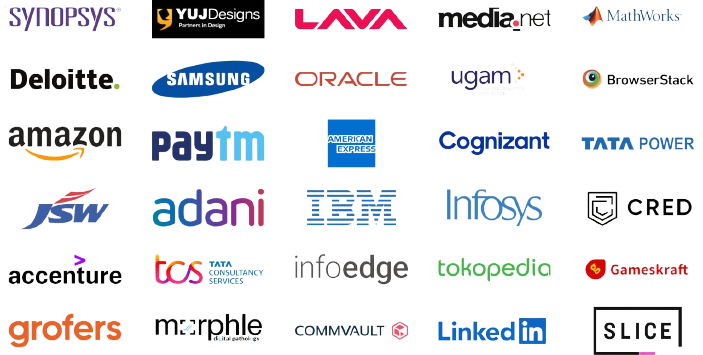 SYNOPSYS®
YUJDesigns
Partners in Design
LAVA
media.net
MathWorks
Deloitte.
SAMSUNG
ORACLE
ugam
BrowserStack
amazon
paytm
AMERICAN
EXPRESS
Cognizant
TATA POWER
JSW
adani
IBM
Infosys
CRED
accenture
tcs
TATA
CONSULTANCY
SERVICES
infoedge
tokopedia
Gameskraft
grofers
morphle
digital pathology
COMMVAULT
Linked in
SLICE